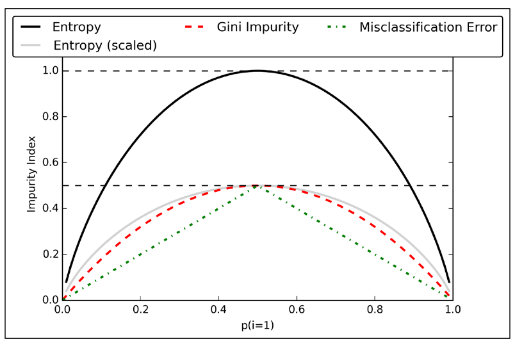 Entropy
Gini Impurity
Misclassification Error
Entropy (scaled)
Impurity Index
1.0
0.8
0.6
0.4
0.2
0.0
0.0
0.2
0.4
0.6
0.8
1.0
p(i=1)